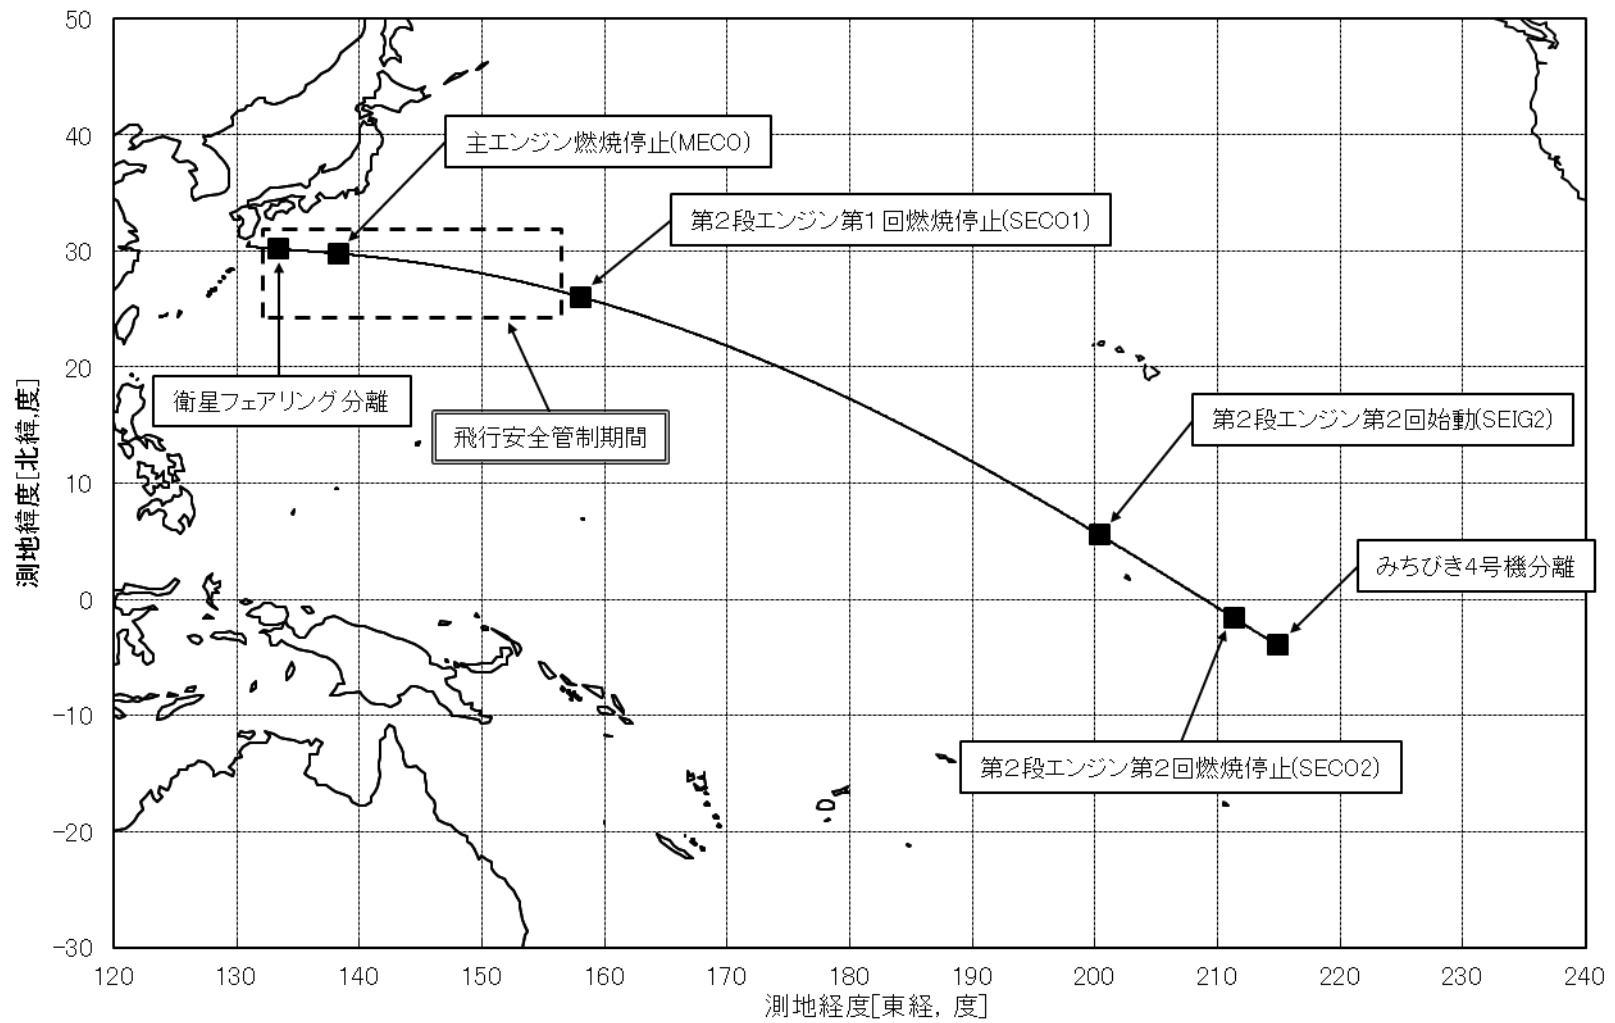 50
40
30
20
10
0
-10
-20
-30
測地緯度[北緯,度]
主エンジン燃焼停止(MECO)
第2段エンジン第1回燃焼停止(SECO1)
衛星フェアリング分離
飛行安全管制期間
第2段エンジン第2回始動(SEIG2)
みちびき4号機分離
第2段エンジン第2回燃焼停止(SECO2)
120 130 140 150 160 170 180 190 200 210 220 230 240
測地経度[東経, 度]